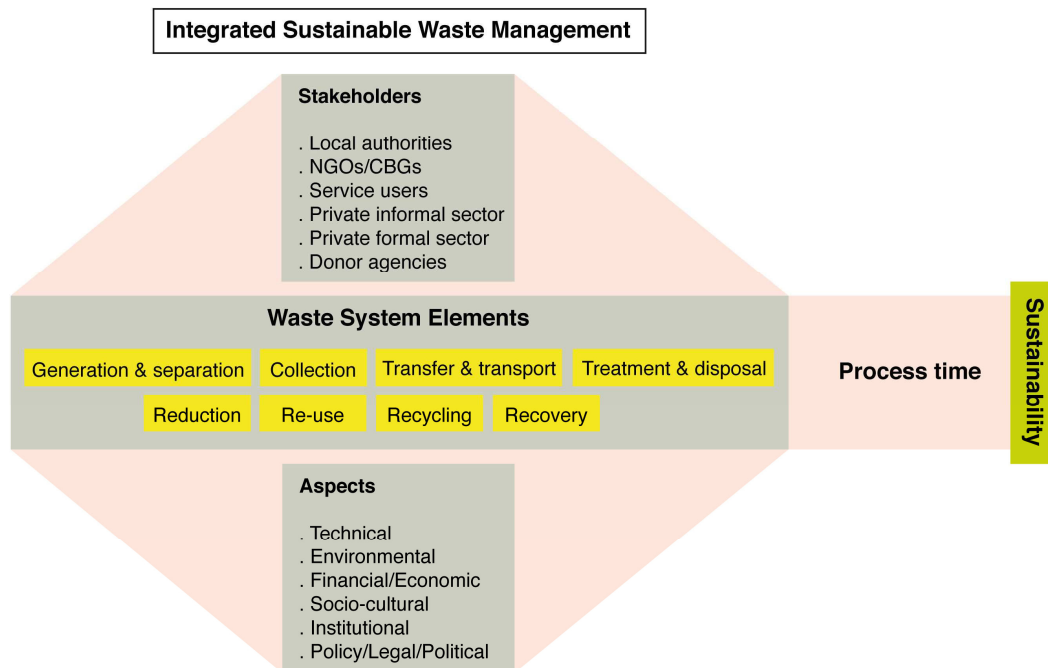 Integrated Sustainable Waste Management
Stakeholders
. Local authorities
. NGOs/CBGs
. Service users
. Private informal sector
. Private formal sector
. Donor agencies
Waste System Elements
Generation & separation
Collection
Transfer & transport
Treatment & disposal
Reduction
Re-use
Recycling
Recovery
Process time
Sustainability
Aspects
. Technical
. Environmental
. Financial/Economic
. Socio-cultural
. Institutional
. Policy/Legal/Political